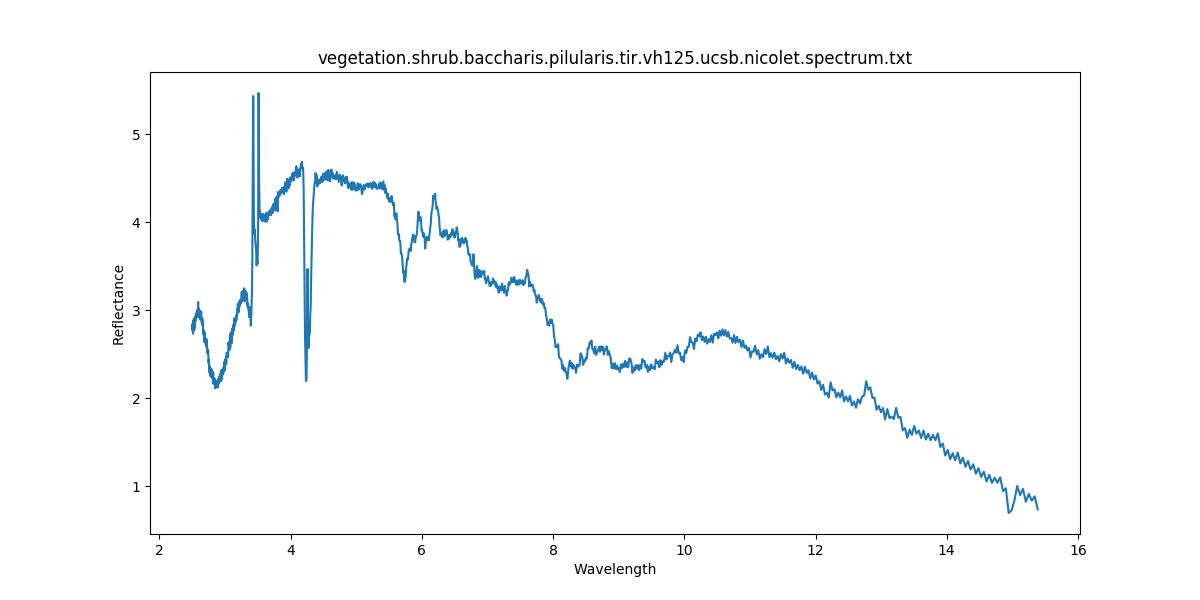 vegetation.shrub.baccharis.pilularis.tir.vh125.ucsb.nicolet.spectrum.txt
5
4
3
2
1
Reflectance
2 4 6 8 10 12 14 16
Wavelength